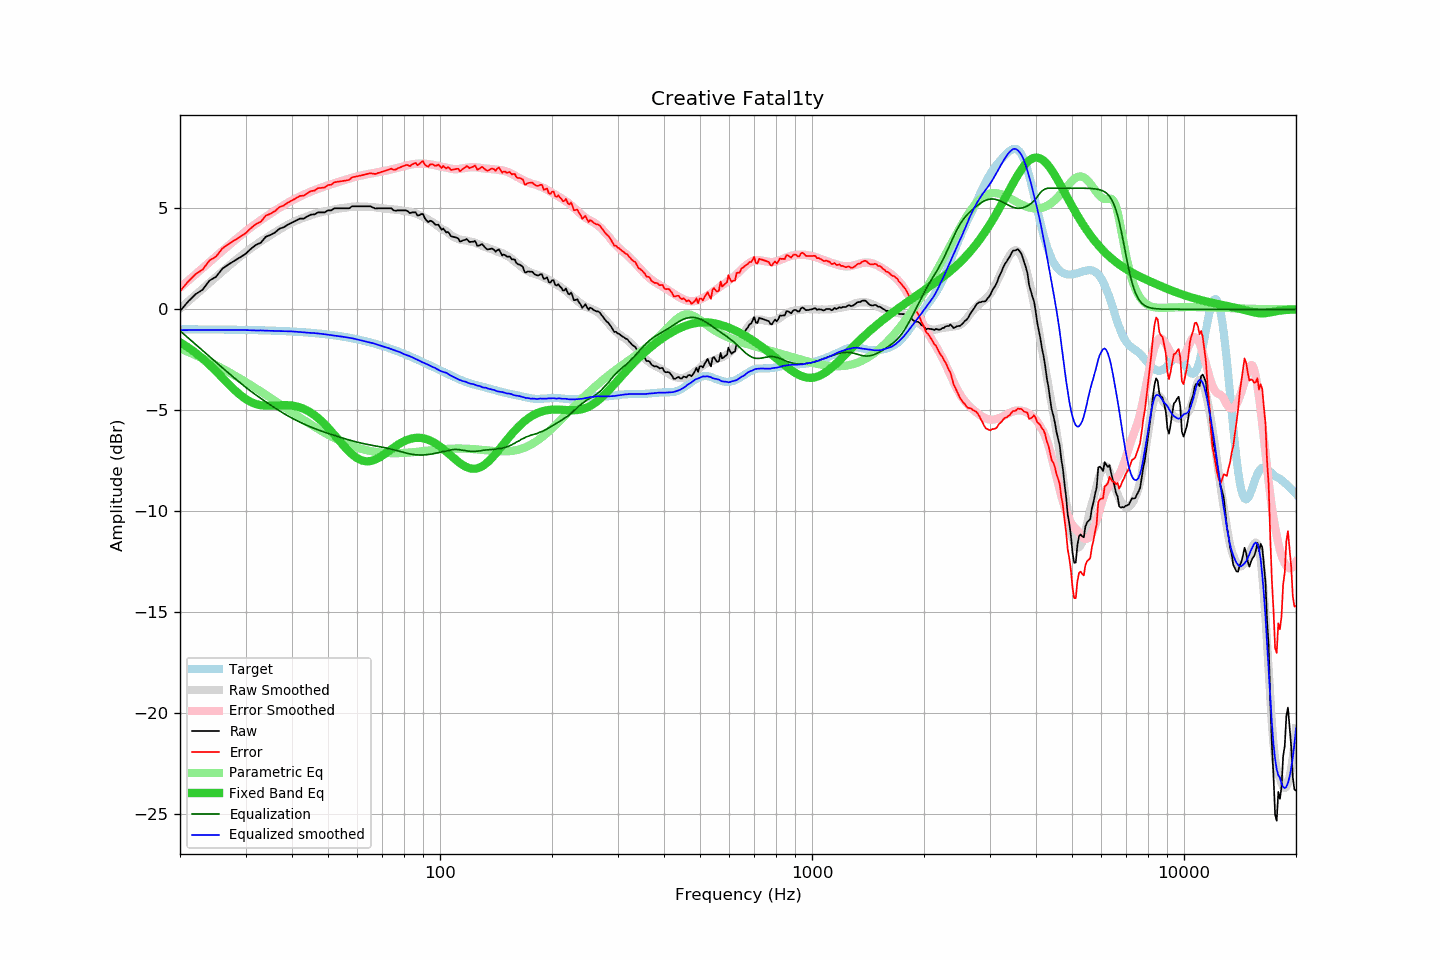 Creative Fatal1ty
Amplitude (dBr)
5
0
−5
−10
−15
−20
−25
Target
Raw Smoothed
Error Smoothed
Raw
Error
Parametric Eq
Fixed Band Eq
Equalization
Equalized smoothed
100 1000 10000
Frequency (Hz)